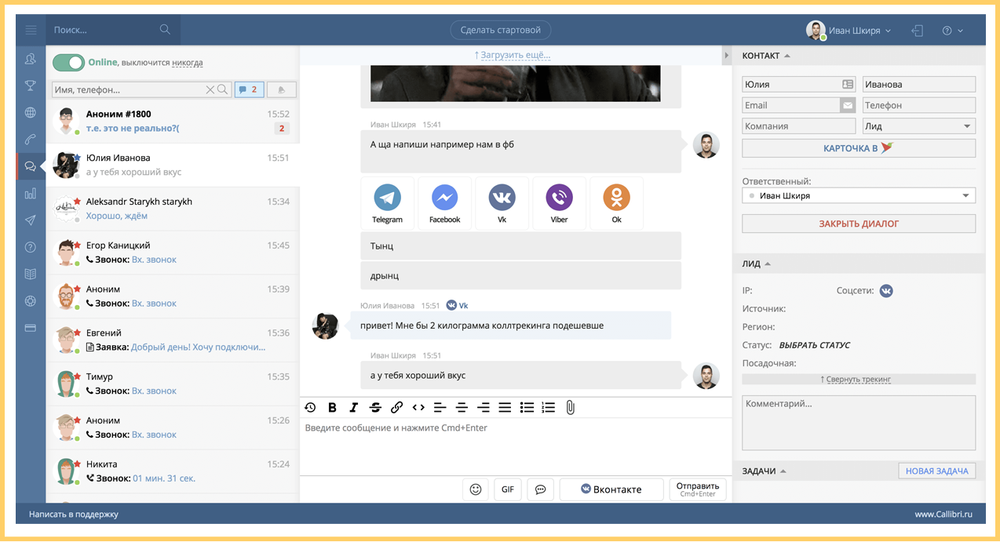 Поиск...
Сделать стартовой
Иван Шкиря
Online, выключится никогда
Имя, телефон...
2
Аноним #1800
15:52
т.е. это не реально?(
2
Юлия Иванова
15:51
а у тебя хороший вкус
Aleksandr Starykh starykh
15:34
Хорошо, ждём
Егор Каницкий
15:45
Звонок: Вх. звонок
Аноним
15:39
Звонок: Вх. звонок
Евгений
15:36
Заявка: Добрый день! Хочу подключи...
Тимур
15:35
Звонок: Вх. звонок
Аноним
15:26
Звонок: Вх. звонок
Никита
15:24
Звонок: 01 мин. 31 сек.
↑ Загрузить ещё...
Иван Шкиря 15:41
А ща напиши например нам в фб
Telegram
Facebook
Vk
Viber
Ok
Тынц
дрынц
Юлия Иванова 15:51 Vk
привет! Мне бы 2 килограмма коллтрекинга подешевше
Иван Шкиря 15:51
а у тебя хороший вкус
Введите сообщение и нажмите Cmd+Enter
GIF
Вконтакте
Отправить
Cmd+Enter
КОНТАКТ
Юлия
Иванова
Email
Телефон
Компания
Лид
КАРТОЧКА В
Ответственный:
Иван Шкиря
ЗАКРЫТЬ ДИАЛОГ
ЛИД
IP:
Соцсети:
Источник:
Регион:
Статус: ВЫБРАТЬ СТАТУС
Посадочная:
↑ Свернуть трекинг
Комментарий...
ЗАДАЧИ
НОВАЯ ЗАДАЧА
Написать в поддержку
www.Callibri.ru